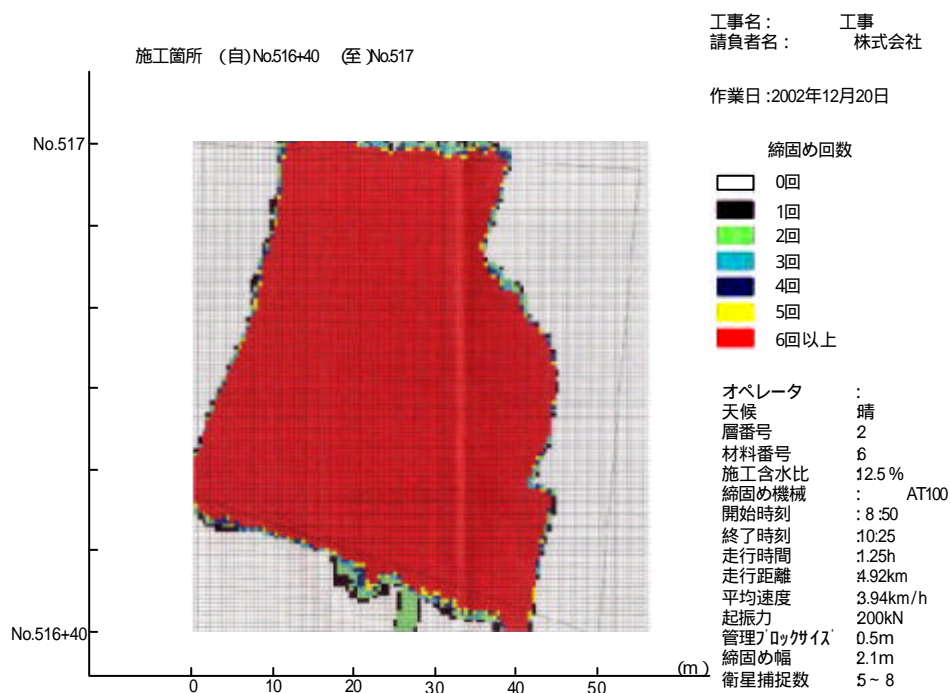 工事名： 工事
請負者名： 株式会社
施工箇所 (自)No.516+40 (至)No.517
作業日:2002年12月20日
No.517
締固め回数
0回
1回
2回
3回
4回
5回
6回以上
オペレータ :
天候 :晴
層番号 :2
材料番号 :6
施工含水比 :12.5%
締固め機械 : AT100
開始時刻 :8:50
終了時刻 :10:25
走行時間 :1.25h
走行距離 :4.92km
平均速度 :3.94km/h
起振力 :200kN
管理ブロックサイズ :0.5m
締固め幅 :2.1m
衛星捕捉数 :5~8
No.516+40
(m)
0 10 20 30 40 50